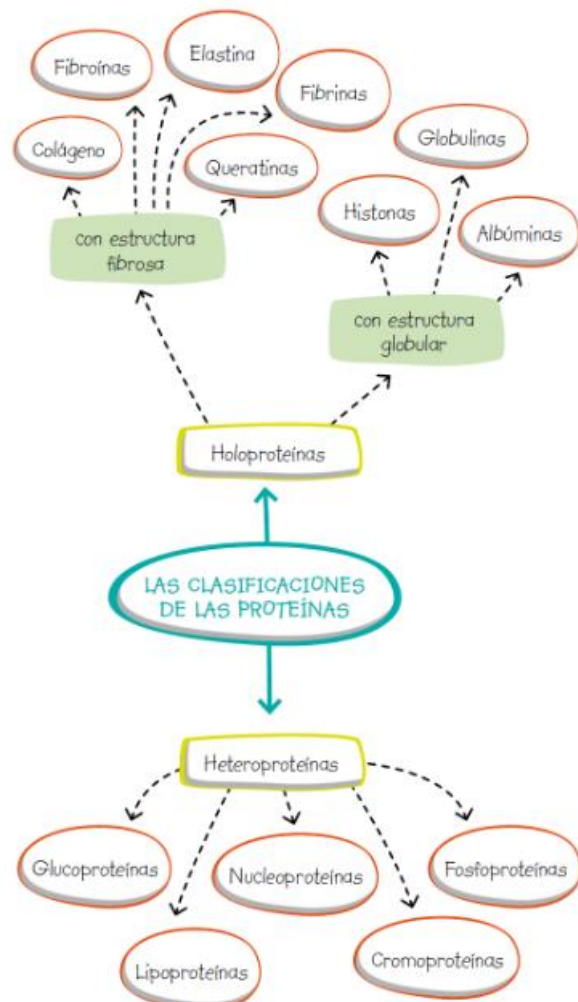 Elastina
Fibroínas
Fibrinas
Globulinas
Colágeno
Queratinas
Histonas
Albúminas
con estructura
fibrosa
con estructura
globular
Holoproteínas
LAS CLASIFICACIONES
DE LAS PROTEÍNAS
Heteroproteínas
Glucoproteínas
Nucleoproteínas
Fosfoproteínas
Lipoproteínas
Cromoproteínas